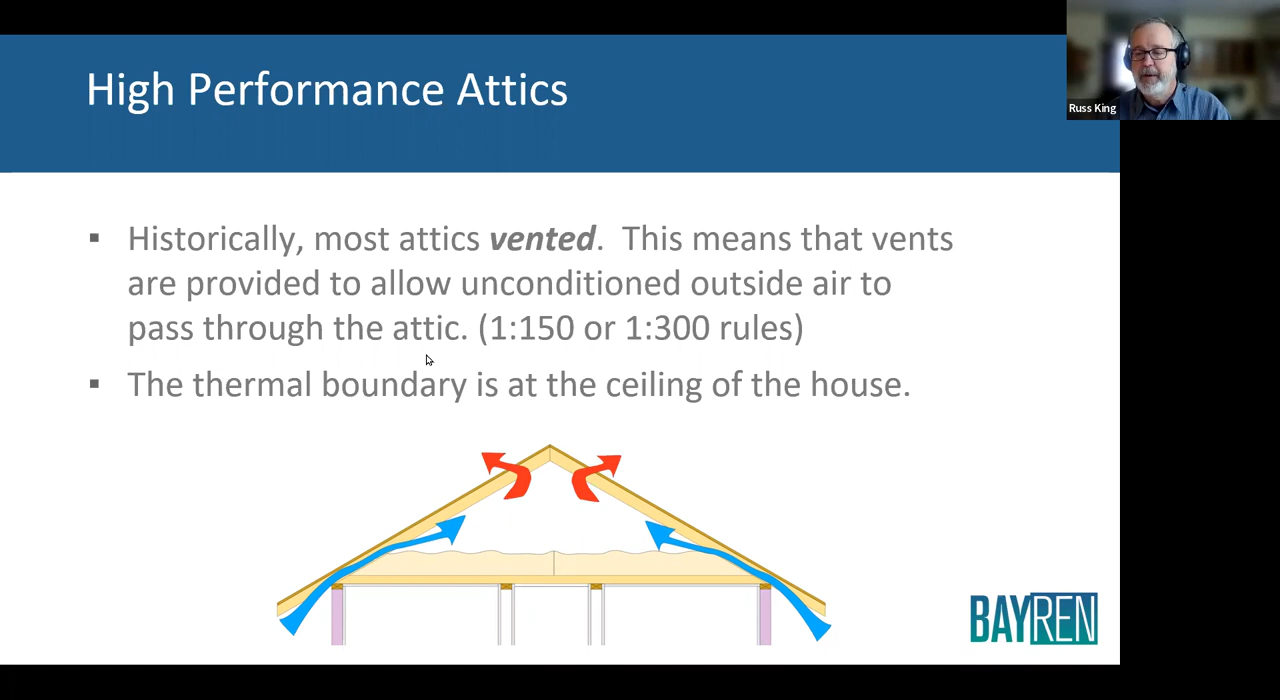 High Performance Attics
Russ King
▪ Historically, most attics vented. This means that vents
are provided to allow unconditioned outside air to
pass through the attic. (1:150 or 1:300 rules)
▪ The thermal boundary is at the ceiling of the house.
BAYREN